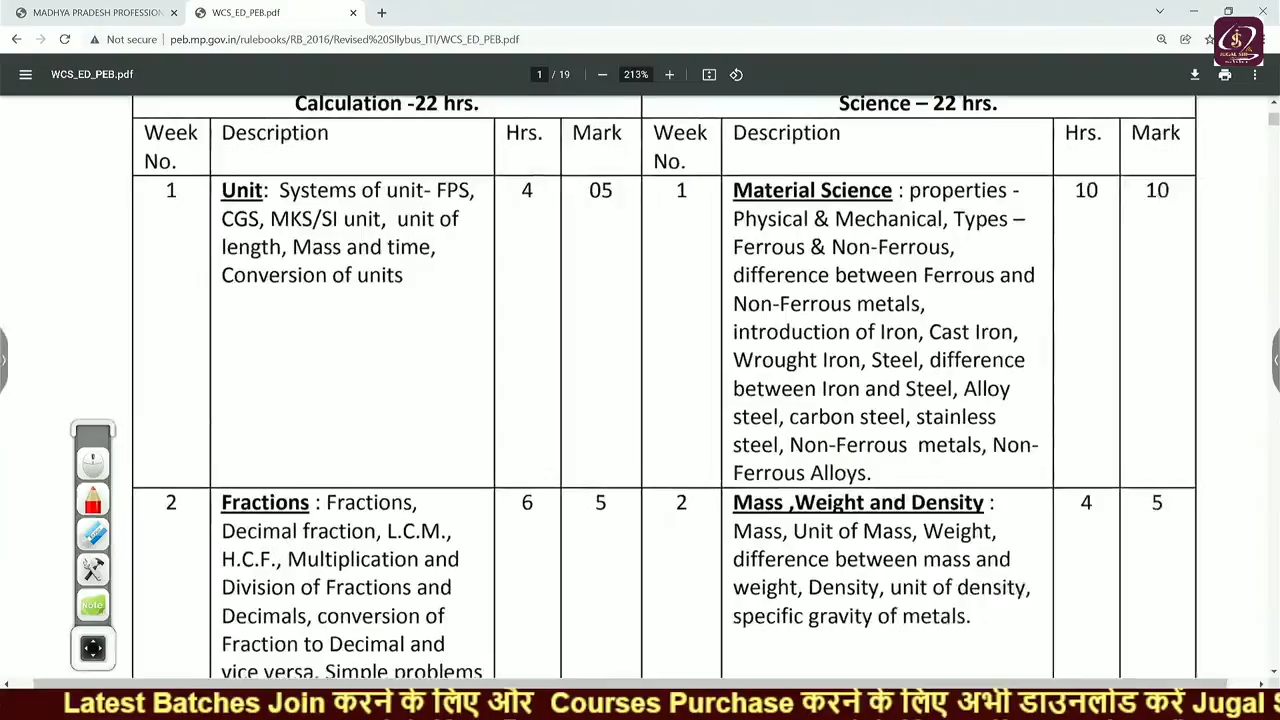 MADHYA PRADESH PROFESSION
WCS_ED_PEB.pdf
Not secure
peb.mp.gov.in/rulebooks/RB_2016/Revised%20Sllybus_ITI/WCS_ED_PEB.pdf
WCS_ED_PEB.pdf
1 / 19
213%
Calculation -22 hrs.
Science – 22 hrs.
Week No.
Description
Hrs.
Mark
Week No.
Description
Hrs.
Mark
1
Unit: Systems of unit- FPS,
CGS, MKS/SI unit, unit of
length, Mass and time,
Conversion of units
4
05
1
Material Science : properties -
Physical & Mechanical, Types –
Ferrous & Non-Ferrous,
difference between Ferrous and
Non-Ferrous metals,
introduction of Iron, Cast Iron,
Wrought Iron, Steel, difference
between Iron and Steel, Alloy
steel, carbon steel, stainless
steel, Non-Ferrous metals, Non-
Ferrous Alloys.
10
10
2
Fractions : Fractions,
Decimal fraction, L.C.M.,
H.C.F., Multiplication and
Division of Fractions and
Decimals, conversion of
Fraction to Decimal and
vice versa. Simple problems
6
5
2
Mass ,Weight and Density :
Mass, Unit of Mass, Weight,
difference between mass and
weight, Density, unit of density,
specific gravity of metals.
4
5
Note
Latest Batches Join करने के लिए और Courses Purchase करने के लिए अभी डाउनलोड करें Jugal S